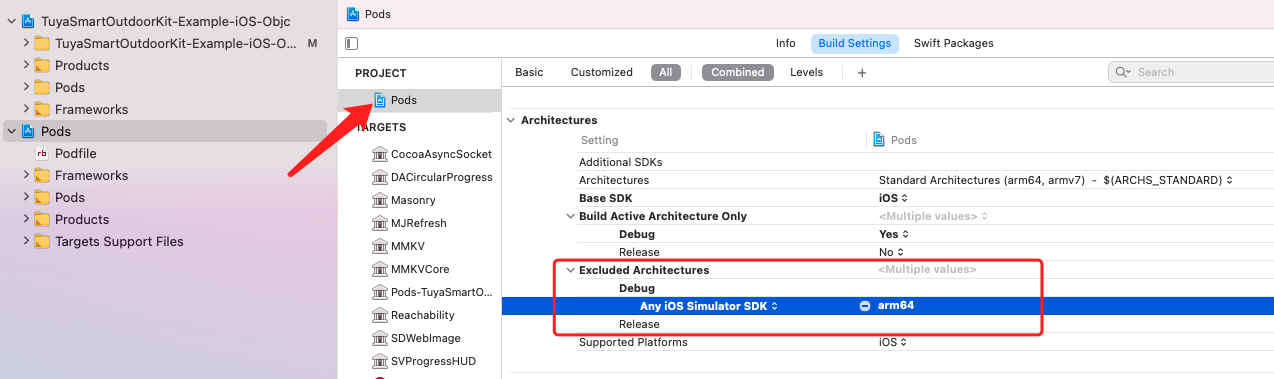 TuyaSmartOutdoorKit-Example-iOS-Objc
TuyaSmartOutdoorKit-Example-iOS-O... M
Products
Pods
Frameworks
Pods
Podfile
Frameworks
Pods
Products
Targets Support Files
Pods
Info Build Settings Swift Packages
PROJECT
Pods
TARGETS
CocoaAsyncSocket
DACircularProgress
Masonry
MJRefresh
MMKV
MMKVCore
Pods-TuyaSmartO...
Reachability
SDWebImage
SVProgressHUD
Basic Customized All Combined Levels + Search
Architectures
Setting Pods
Additional SDKs
Architectures Standard Architectures (arm64, armv7) - $(ARCHS_STANDARD)
Base SDK iOS
Build Active Architecture Only <Multiple values>
Debug Yes
Release No
Excluded Architectures <Multiple values>
Debug
Any iOS Simulator SDK arm64
Release
Supported Platforms iOS